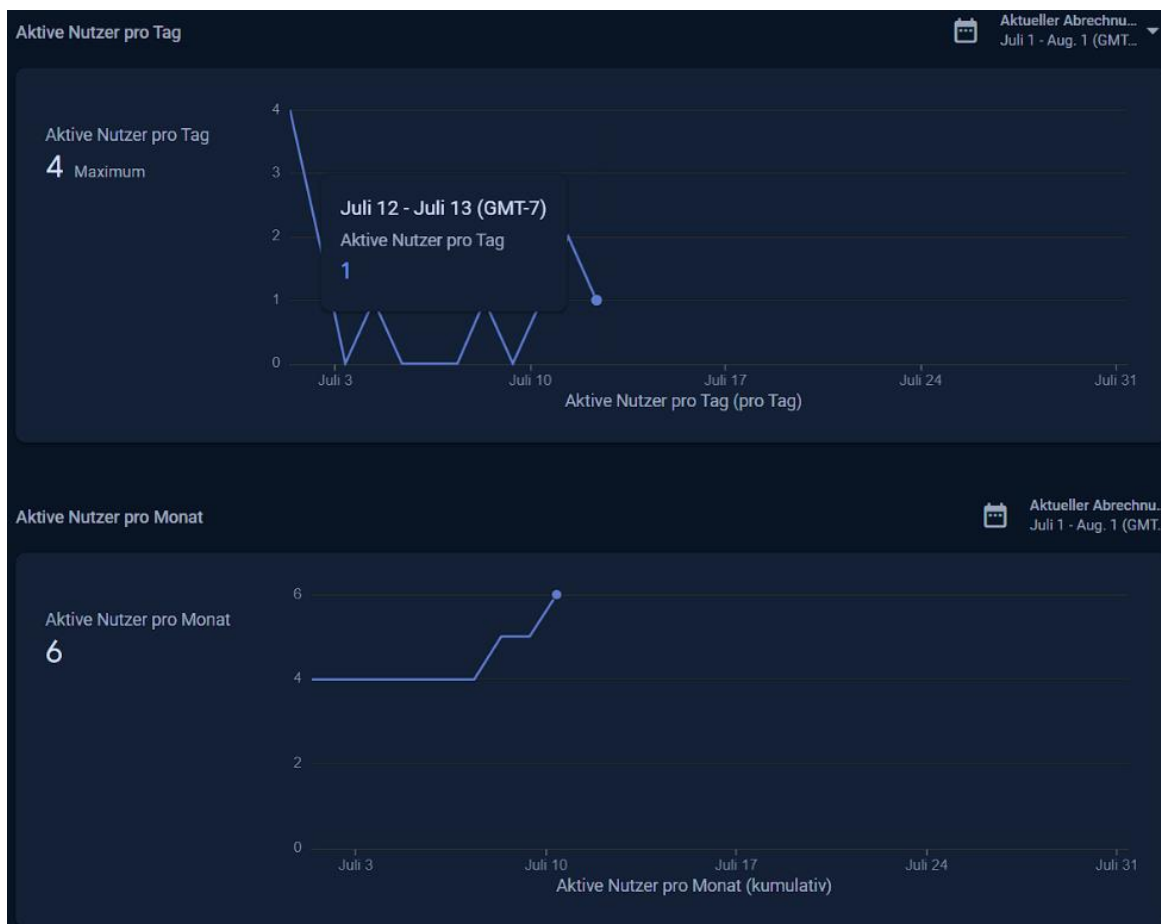 Aktive Nutzer pro Tag
Aktueller Abrechnu...
Juli 1 - Aug. 1 (GMT...
Aktive Nutzer pro Tag
4 Maximum
4
3
2
1
0
Juli 12 - Juli 13 (GMT-7)
Aktive Nutzer pro Tag
1
Juli 3
Juli 10
Juli 17
Juli 24
Juli 31
Aktive Nutzer pro Tag (pro Tag)
Aktive Nutzer pro Monat
Aktueller Abrechnu..
Juli 1 - Aug. 1 (GMT.
Aktive Nutzer pro Monat
6
6
4
2
0
Juli 3
Juli 10
Juli 17
Juli 24
Juli 31
Aktive Nutzer pro Monat (kumulativ)